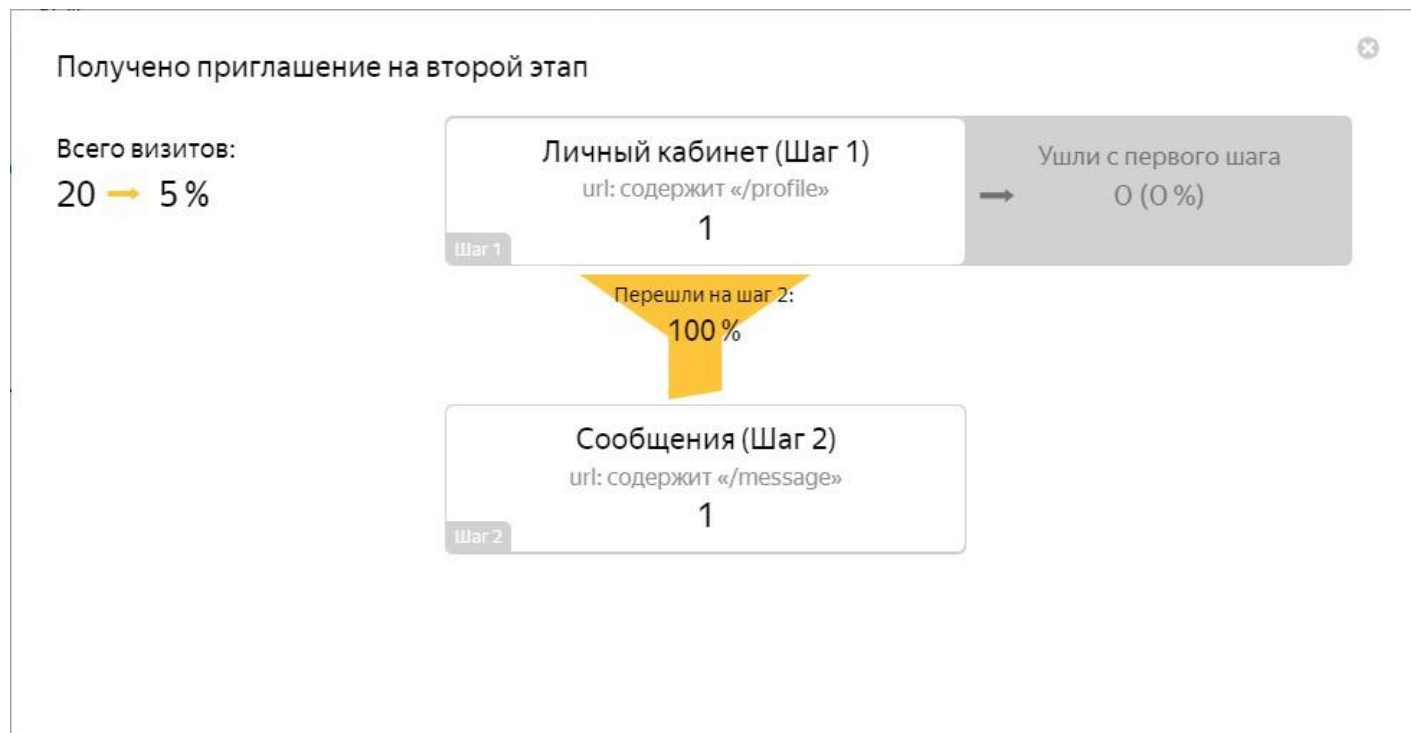 Получено приглашение на второй этап
Всего визитов:
20 → 5 %
Личный кабинет (Шаг 1)
url: содержит «/profile»
1
Шаг 1
→
Ушли с первого шага
0 (0 %)
Перешли на шаг 2:
100 %
Сообщения (Шаг 2)
url: содержит «/message»
1
Шаг 2